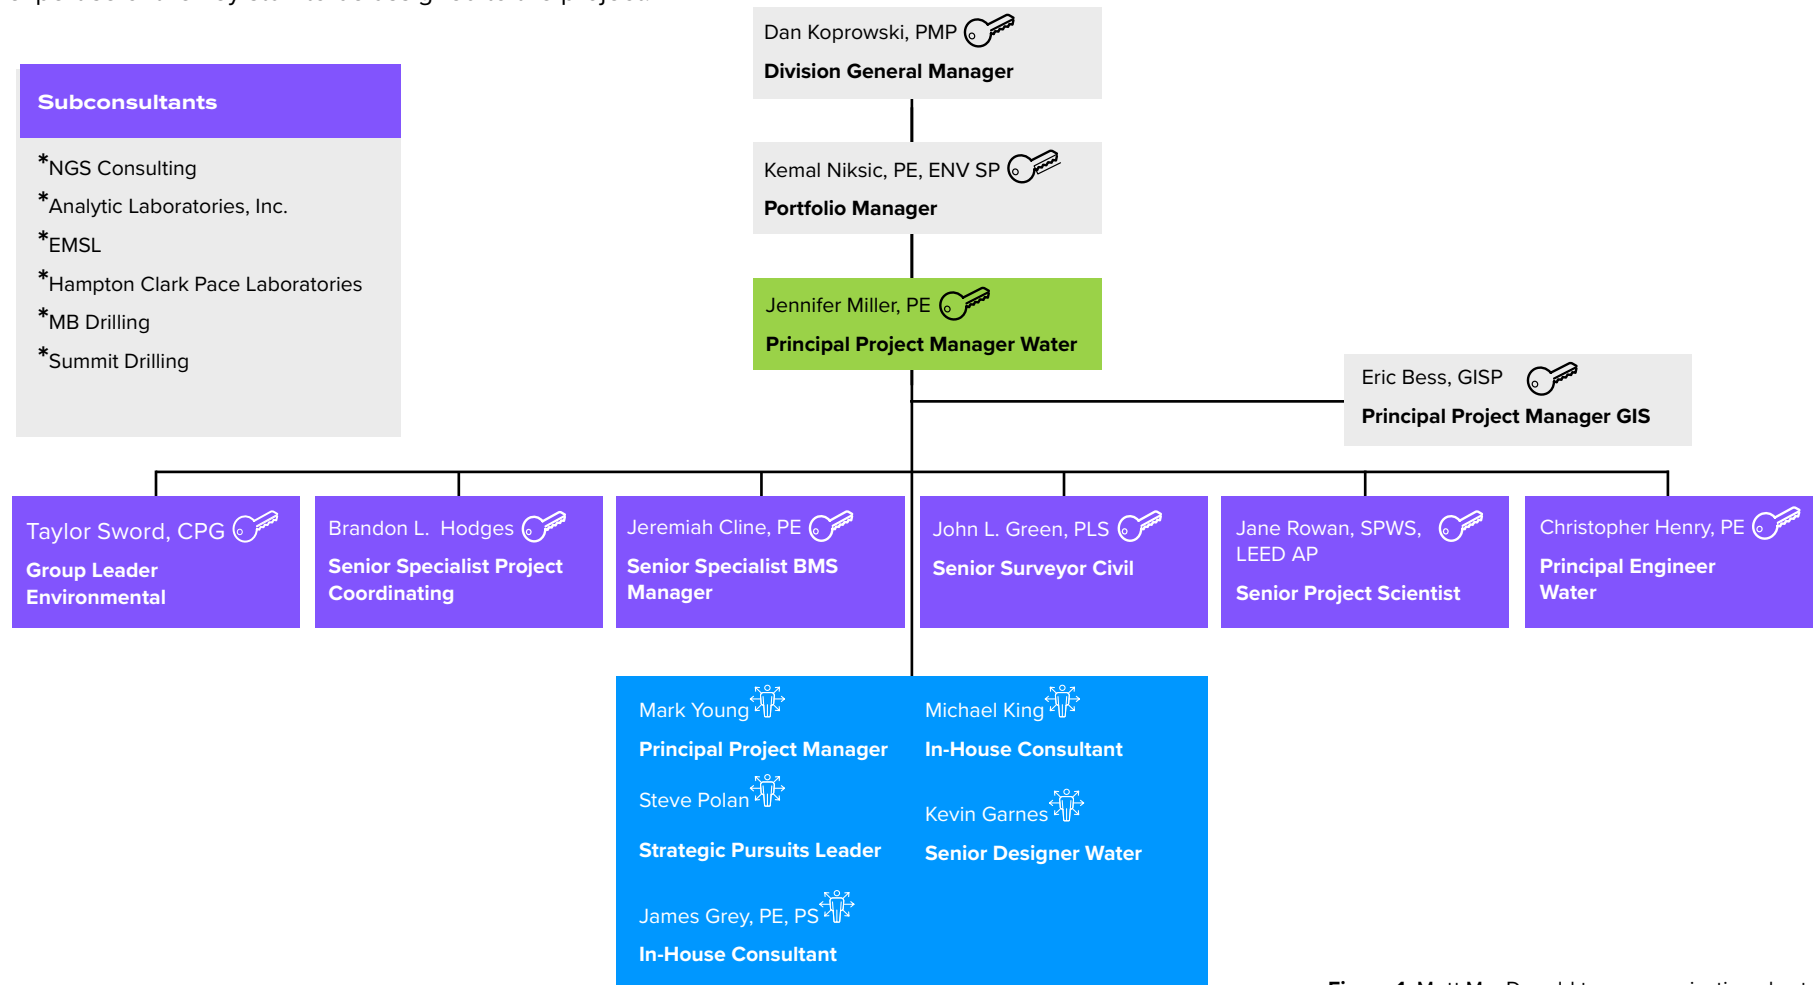 Dan Koprowski, PMP
Division General Manager
Subconsultants
*NGS Consulting
*Analytic Laboratories, Inc.
*EMSL
*Hampton Clark Pace Laboratories
*MB Drilling
*Summit Drilling
Kemal Niksic, PE, ENV SP
Portfolio Manager
Jennifer Miller, PE
Principal Project Manager Water
Eric Bess, GISP
Principal Project Manager GIS
Taylor Sword, CPG
Group Leader
Environmental
Brandon L. Hodges
Senior Specialist Project
Coordinating
Jeremiah Cline, PE
Senior Specialist BMS
Manager
John L. Green, PLS
Senior Surveyor Civil
Jane Rowan, SPWS,
LEED AP
Senior Project Scientist
Christopher Henry, PE
Principal Engineer
Water
Mark Young
Principal Project Manager
Steve Polan
Strategic Pursuits Leader
James Grey, PE, PS
In-House Consultant
Michael King
In-House Consultant
Kevin Garnes
Senior Designer Water